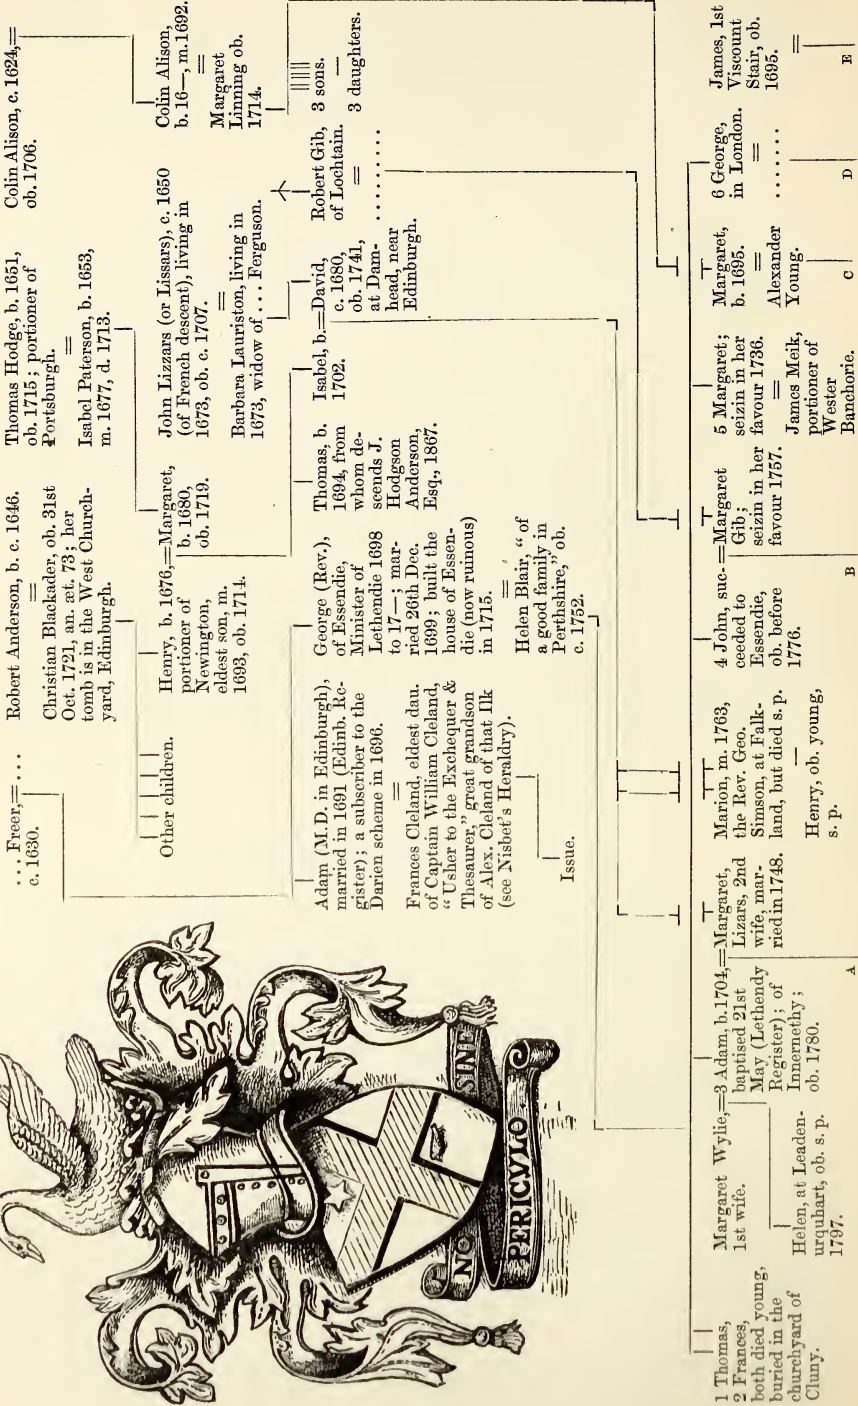 ... Freer,=...
c. 1630.
Robert Anderson, b. c. 1646.
=
Christian Blackader, ob. 31st
Oct. 1721, an. æt. 73; her
tomb is in the West Church-
yard, Edinburgh.
Thomas Hodge, b. 1651,
ob. 1715; portioner of
Portsburgh.
=
Isabel Paterson, b. 1653,
m. 1677, d. 1713.
Colin Alison, c. 1624,=
ob. 1706.
Other children.
Henry, b. 1676,=Margaret,
portioner of
Newington,
eldest son, m.
1693, ob. 1714.
b. 1680,
ob. 1719.
John Lizzars (or Lissars), c. 1650
(of French descent), living in
1673, ob. c. 1707.
=
Barbara Lauriston, living in
1673, widow of ... Ferguson.
Colin Alison,
b. 16—, m. 1692.
=
Margaret
Linning ob.
1714.
Adam (M.D. in Edinburgh),
married in 1691 (Edinb. Re-
gister); a subscriber to the
Darien scheme in 1696.
=
Frances Cleland, eldest dau.
of Captain William Cleland,
"Usher to the Exchequer &
Thesaurer," great grandson
of Alex. Cleland of that Ilk
(see Nisbet's Heraldry).
Issue.
George (Rev.),
of Essendie,
Minister of
Lethendie 1698
to 17—; mar-
ried 26th Dec.
1699; built the
house of Essen-
die (now ruinous)
in 1715.
=
Helen Blair, "of
a good family in
Perthshire," ob.
c. 1752.
Thomas, b.
1694, from
whom de-
scends J.
Hodgson
Anderson,
Esq., 1867.
Isabel, b.=David,
1702.
c. 1680,
ob. 1741,
at Dam-
head, near
Edinburgh.
Robert Gib,
of Lochtain.
=
..........
3 sons.
—
3 daughters.
NO SINE
PERICVLO
1 Thomas,
2 Frances,
both died young,
buried in the
churchyard of
Cluny.
Margaret Wylie,=3 Adam, b. 1704,=Margaret,
1st wife.
Helen, at Leaden-
urquhart, ob. s. p.
1797.
baptised 21st
May (Lethendy
Register); of
Innernethy;
ob. 1780.
Lizars, 2nd
wife, mar-
ried in 1748.
Marion, m. 1763,
the Rev. Geo.
Simson, at Falk-
land, but died s. p.
—
Henry, ob. young,
s. p.
4 John, suc-=Margaret
ceeded to
Essendie,
ob. before
1776.
Gib;
seizin in her
favour 1757.
5 Margaret;
seizin in her
favour 1736.
=
James Meik,
portioner of
Wester
Banchorie.
Margaret,
b. 1695.
=
Alexander
Young.
6 George,
in London.
=
.......
James, 1st
Viscount
Stair, ob.
1695.
=
A
B
C
D
E